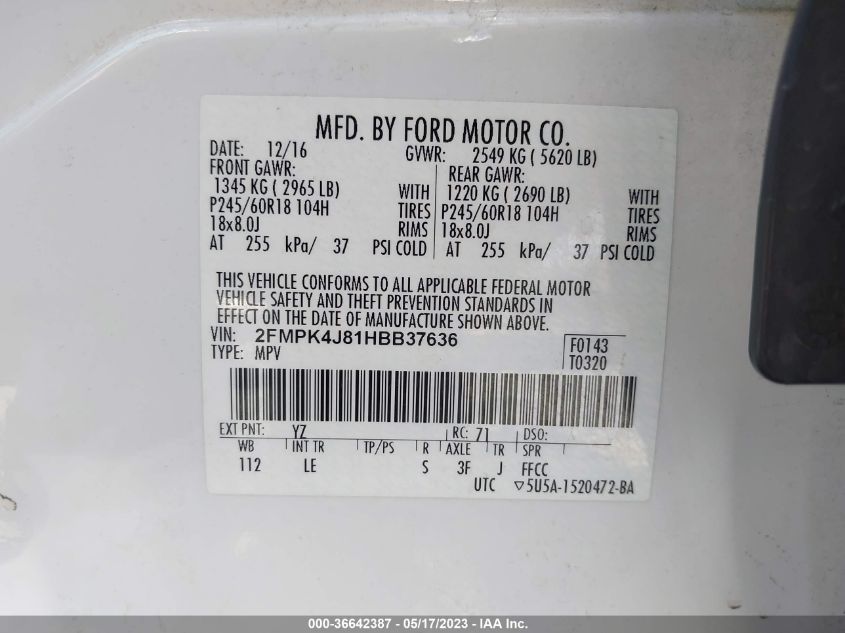 MFD. BY FORD MOTOR CO.
DATE: 12/16 GVWR: 2549 KG ( 5620 LB)
FRONT GAWR: REAR GAWR:
1345 KG ( 2965 LB) WITH 1220 KG ( 2690 LB) WITH
P245/60R18 104H TIRES P245/60R18 104H TIRES
18x8.0J RIMS 18x8.0J RIMS
AT 255 kPa/ 37 PSI COLD AT 255 kPa/ 37 PSI COLD
THIS VEHICLE CONFORMS TO ALL APPLICABLE FEDERAL MOTOR
VEHICLE SAFETY AND THEFT PREVENTION STANDARDS IN
EFFECT ON THE DATE OF MANUFACTURE SHOWN ABOVE.
VIN: 2FMPK4J81HBB37636 F0143
TYPE: MPV T0320
EXT PNT: YZ RC: 71 DSO:
WB INT TR TP/PS R AXLE TR SPR
112 LE S 3F J FFCC
UTC ▽5U5A-1520472-BA
000-36642387 - 05/17/2023 - IAA Inc.